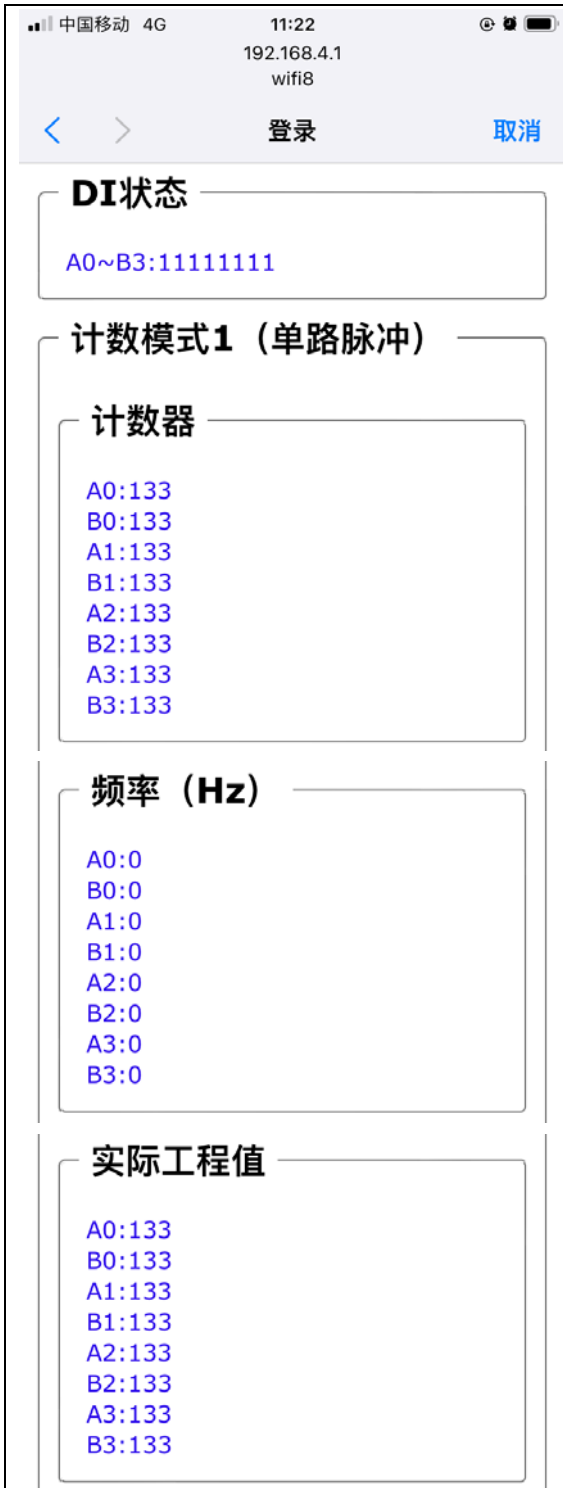 中国移动 4G 11:22
192.168.4.1
wifi8
登录 取消
DI状态
A0~B3:11111111
计数模式1（单路脉冲）
计数器
A0:133
B0:133
A1:133
B1:133
A2:133
B2:133
A3:133
B3:133
频率（Hz）
A0:0
B0:0
A1:0
B1:0
A2:0
B2:0
A3:0
B3:0
实际工程值
A0:133
B0:133
A1:133
B1:133
A2:133
B2:133
A3:133
B3:133